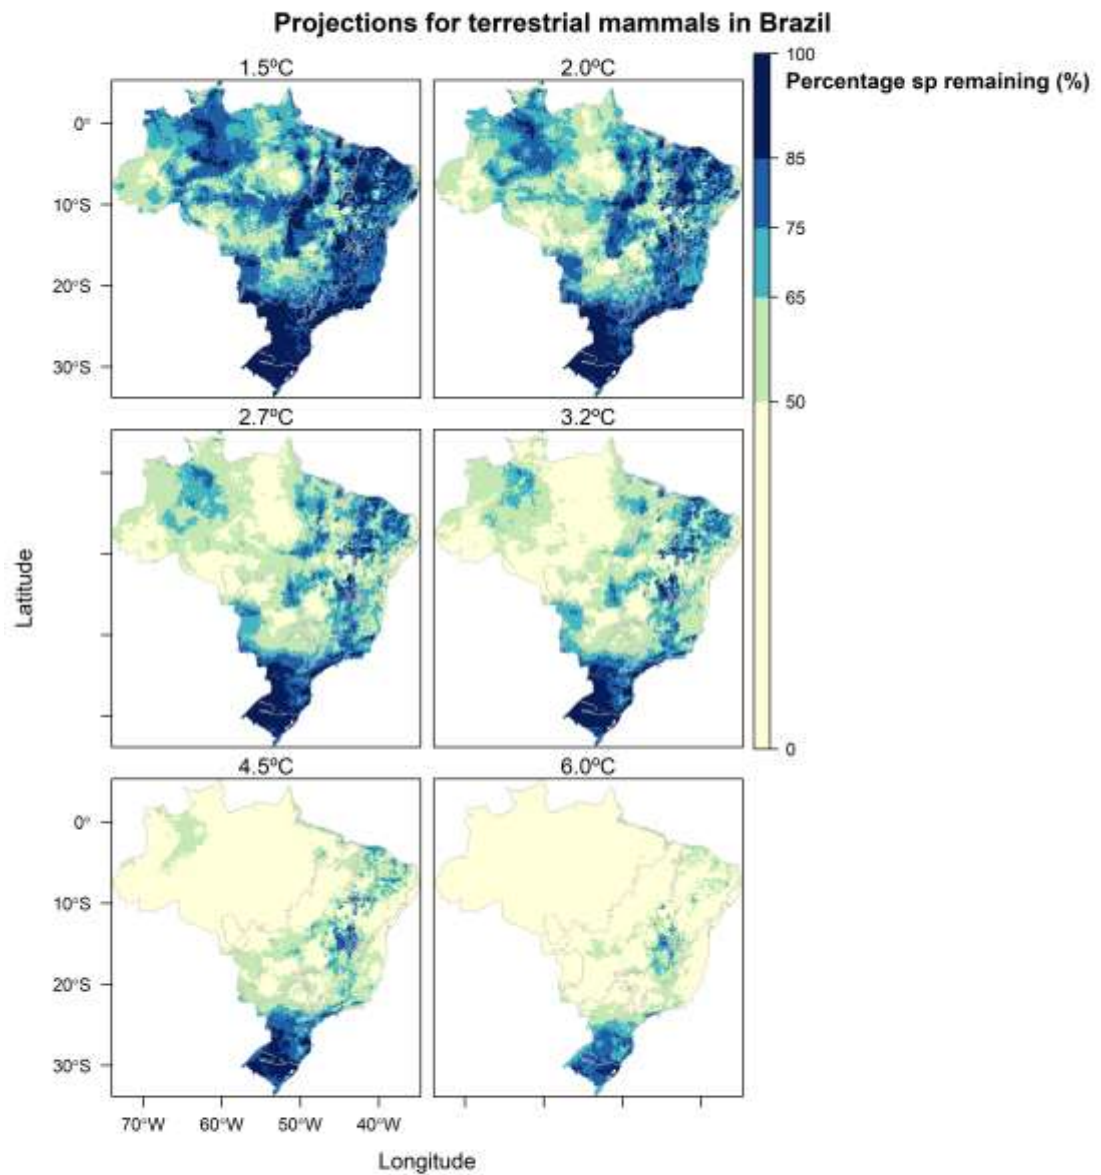 Projections for terrestrial mammals in Brazil
1.5ºC
2.0ºC
100
Percentage sp remaining (%)
85
75
65
50
0
0°
10°S
20°S
30°S
2.7ºC
3.2ºC
Latitude
4.5ºC
6.0ºC
0°
10°S
20°S
30°S
70°W 60°W 50°W 40°W
Longitude